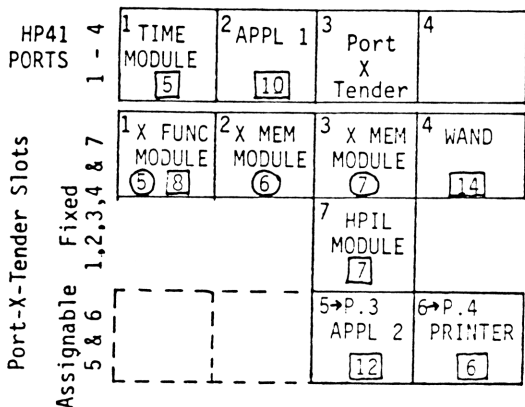 HP41
PORTS
1 - 4
1 TIME MODULE 5
2 APPL 1 10
3 Port X Tender
4
Port-X-Tender Slots
Fixed
1,2,3,4 & 7
1 X FUNC MODULE 5 8
2 X MEM MODULE 6
3 X MEM MODULE 7
4 WAND 14
7 HPIL MODULE 7
Assignable
5 & 6
5→P.3 APPL 2 12
6→P.4 PRINTER 6